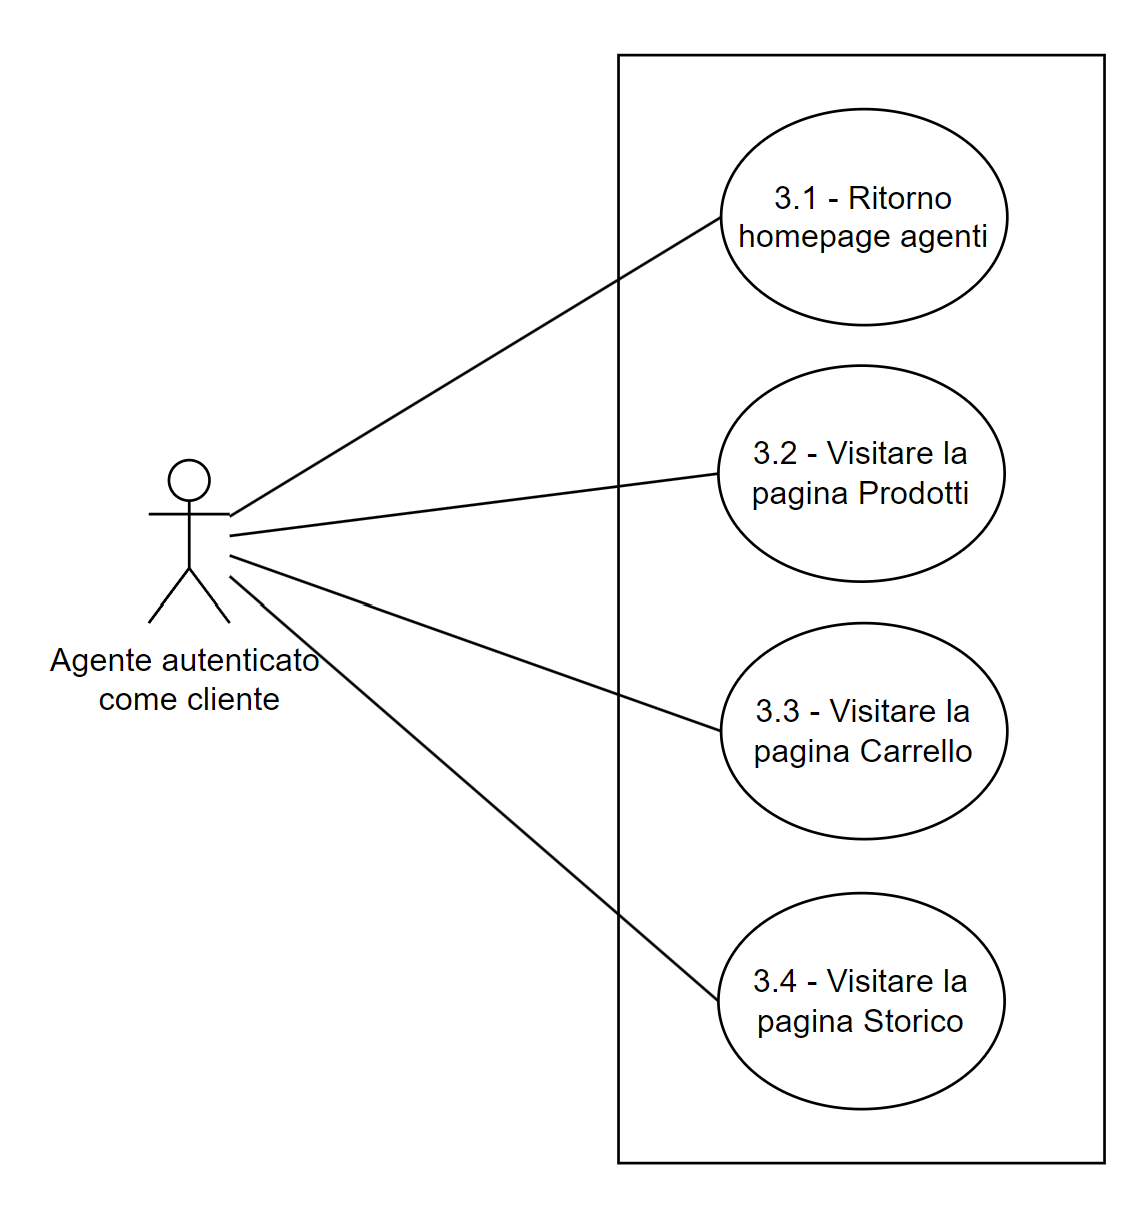 3.1 - Ritorno
homepage agenti
3.2 - Visitare la
pagina Prodotti
Agente autenticato
come cliente
3.3 - Visitare la
pagina Carrello
3.4 - Visitare la
pagina Storico